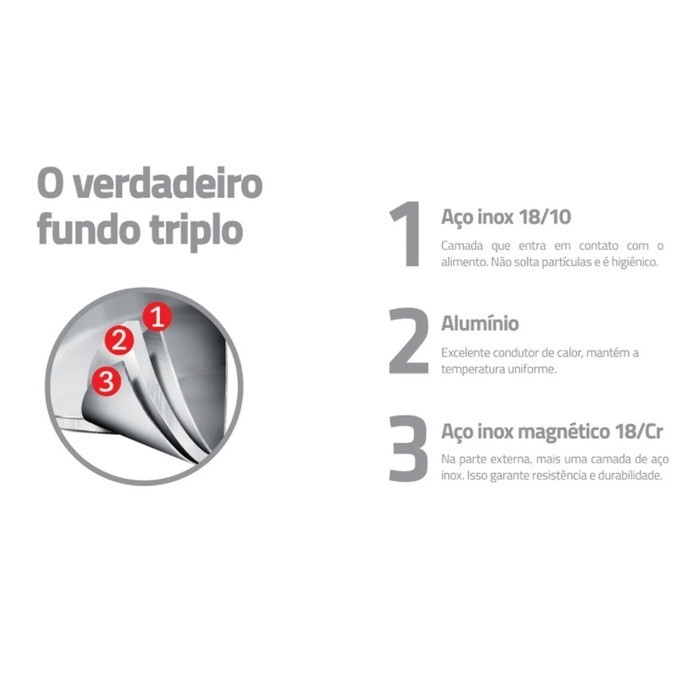 O verdadeiro
fundo triplo
1
2
3
1
Aço inox 18/10
Camada que entra em contato com o
alimento. Não solta partículas e é higiênico.
2
Alumínio
Excelente condutor de calor, mantém a
temperatura uniforme.
3
Aço inox magnético 18/Cr
Na parte externa, mais uma camada de aço
inox. Isso garante resistência e durabilidade.